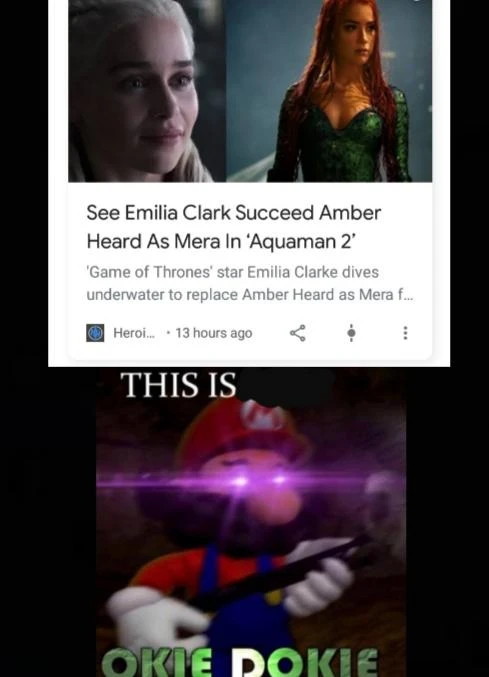 See Emilia Clark Succeed Amber
Heard As Mera In ‘Aquaman 2’
'Game of Thrones' star Emilia Clarke dives
underwater to replace Amber Heard as Mera f...
Heroi... • 13 hours ago
THIS IS
M
OKIE DOKIE